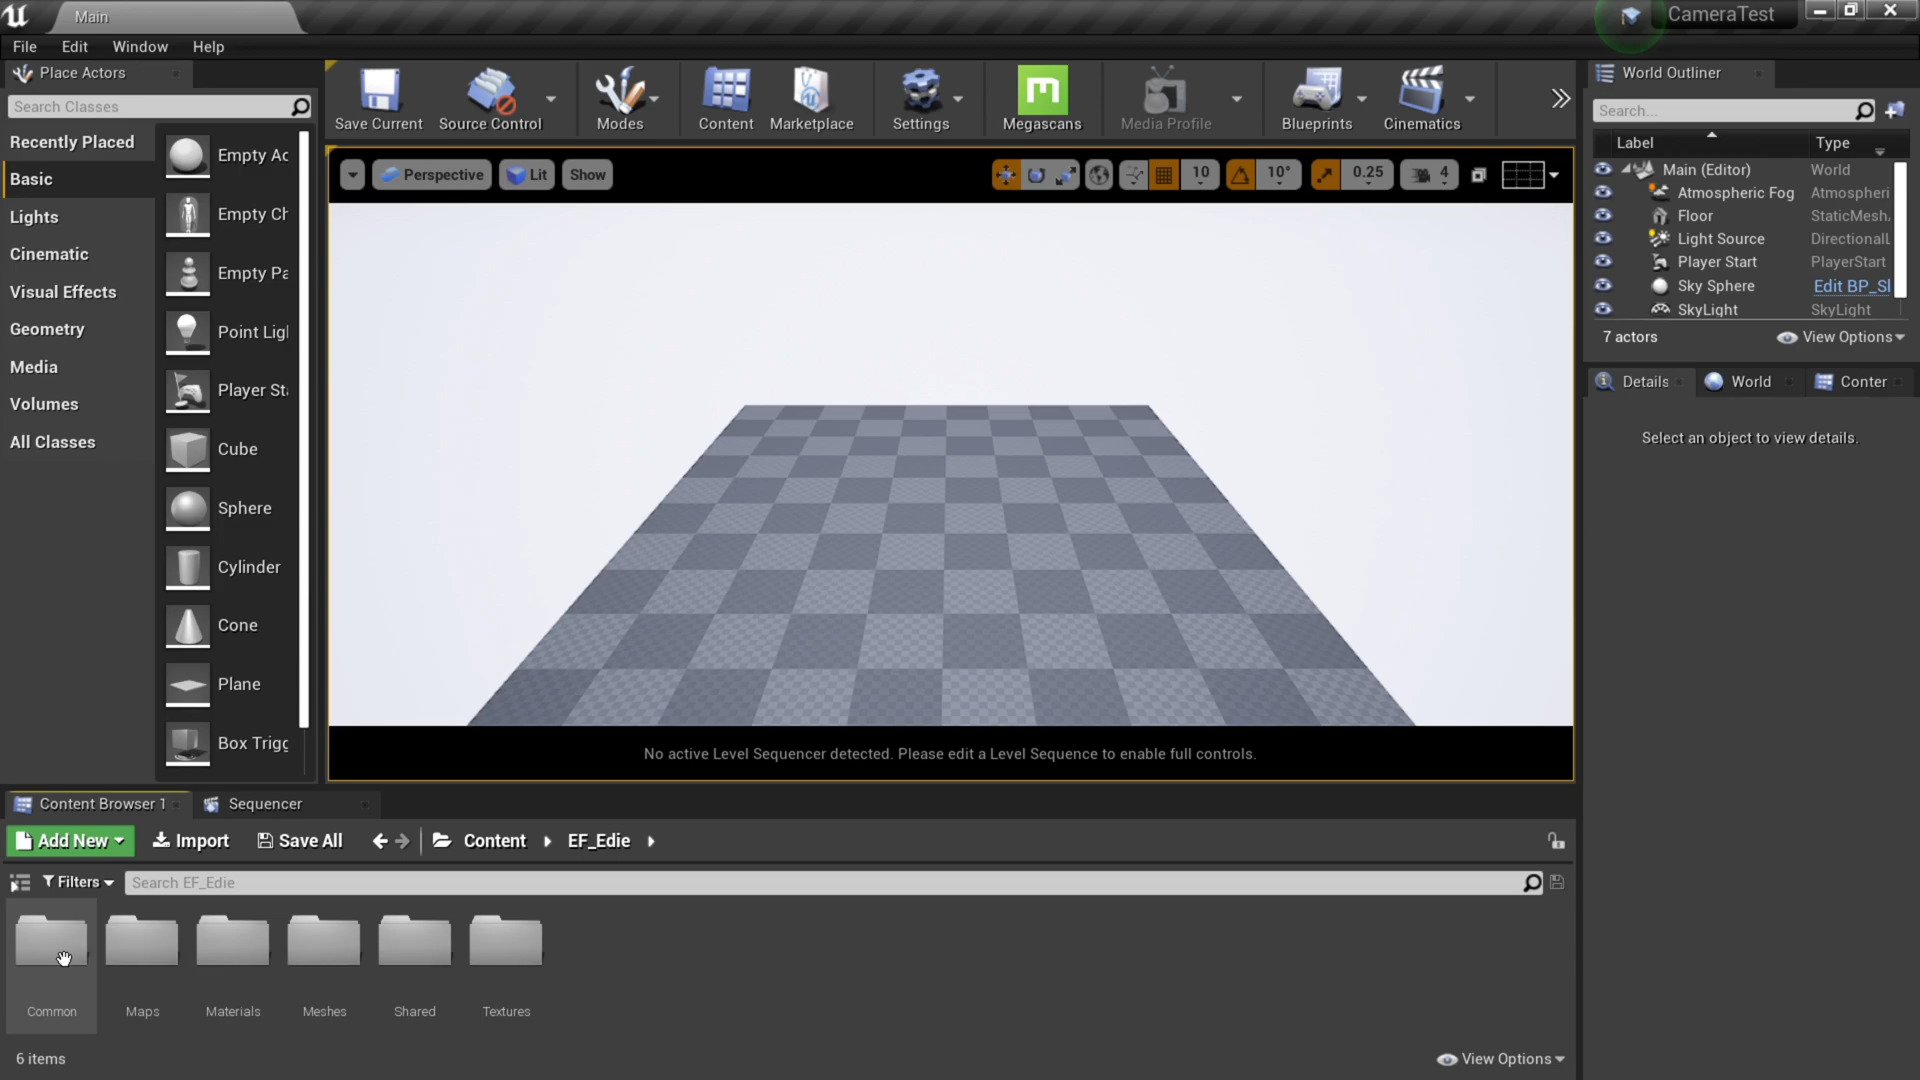 Main
CameraTest
File Edit Window Help
Place Actors
Search Classes
Recently Placed
Basic
Lights
Cinematic
Visual Effects
Geometry
Media
Volumes
All Classes
Empty Ac
Empty Ch
Empty Pa
Point Ligl
Player Sta
Cube
Sphere
Cylinder
Cone
Plane
Box Trigg
Save Current Source Control Modes Content Marketplace Settings Megascans Media Profile Blueprints Cinematics
Perspective Lit Show 10 10° 0.25 4
No active Level Sequencer detected. Please edit a Level Sequence to enable full controls.
World Outliner
Search...
Label Type
Main (Editor) World
Atmospheric Fog Atmospheri
Floor StaticMesh
Light Source DirectionalL
Player Start PlayerStart
Sky Sphere Edit BP_Sl
SkyLight SkyLight
7 actors View Options
Details World Conter
Select an object to view details.
Content Browser 1 Sequencer
Add New Import Save All Content EF_Edie
Filters Search EF_Edie
Common Maps Materials Meshes Shared Textures
6 items View Options